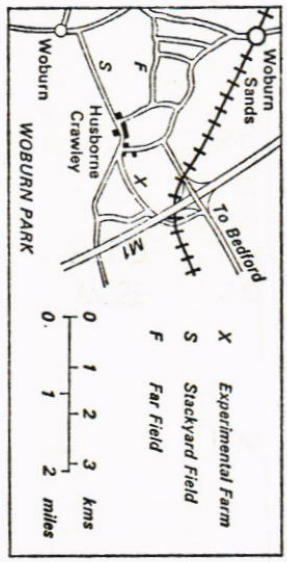 Woburn
Sands
To Bedford
M1
X
F
S
Husborne
Crawley
Woburn
WOBURN PARK
X Experimental Farm
S Stackyard Field
F Far Field
0 1 2 3 kms
0. 1 2 miles